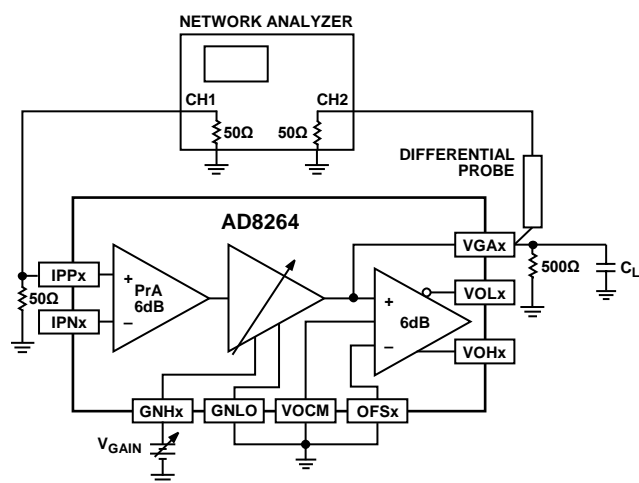 NETWORK ANALYZER
CH1
CH2
50Ω
50Ω
DIFFERENTIAL
PROBE
AD8264
VGAx
IPPx
50Ω
+
PrA
6dB
–
IPNx
+
6dB
–
500Ω
CL
VOLx
VOHx
GNHx
GNLO
VOCM
OFSx
VGAIN